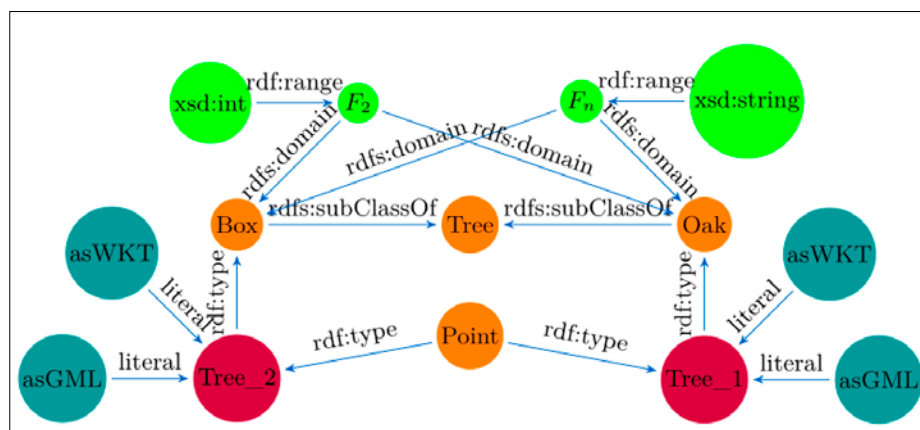 rdf:range
rdf:range
xsd:int
F2
Fn
xsd:string
rdfs:domain
rdfs:domain
rdfs:domain
rdfs:domain
Box
rdfs:subClassOf
Tree
rdfs:subClassOf
Oak
asWKT
asWKT
literal
rdf:type
rdf:type
literal
rdf:type
Point
rdf:type
asGML
literal
Tree_2
Tree_1
literal
asGML